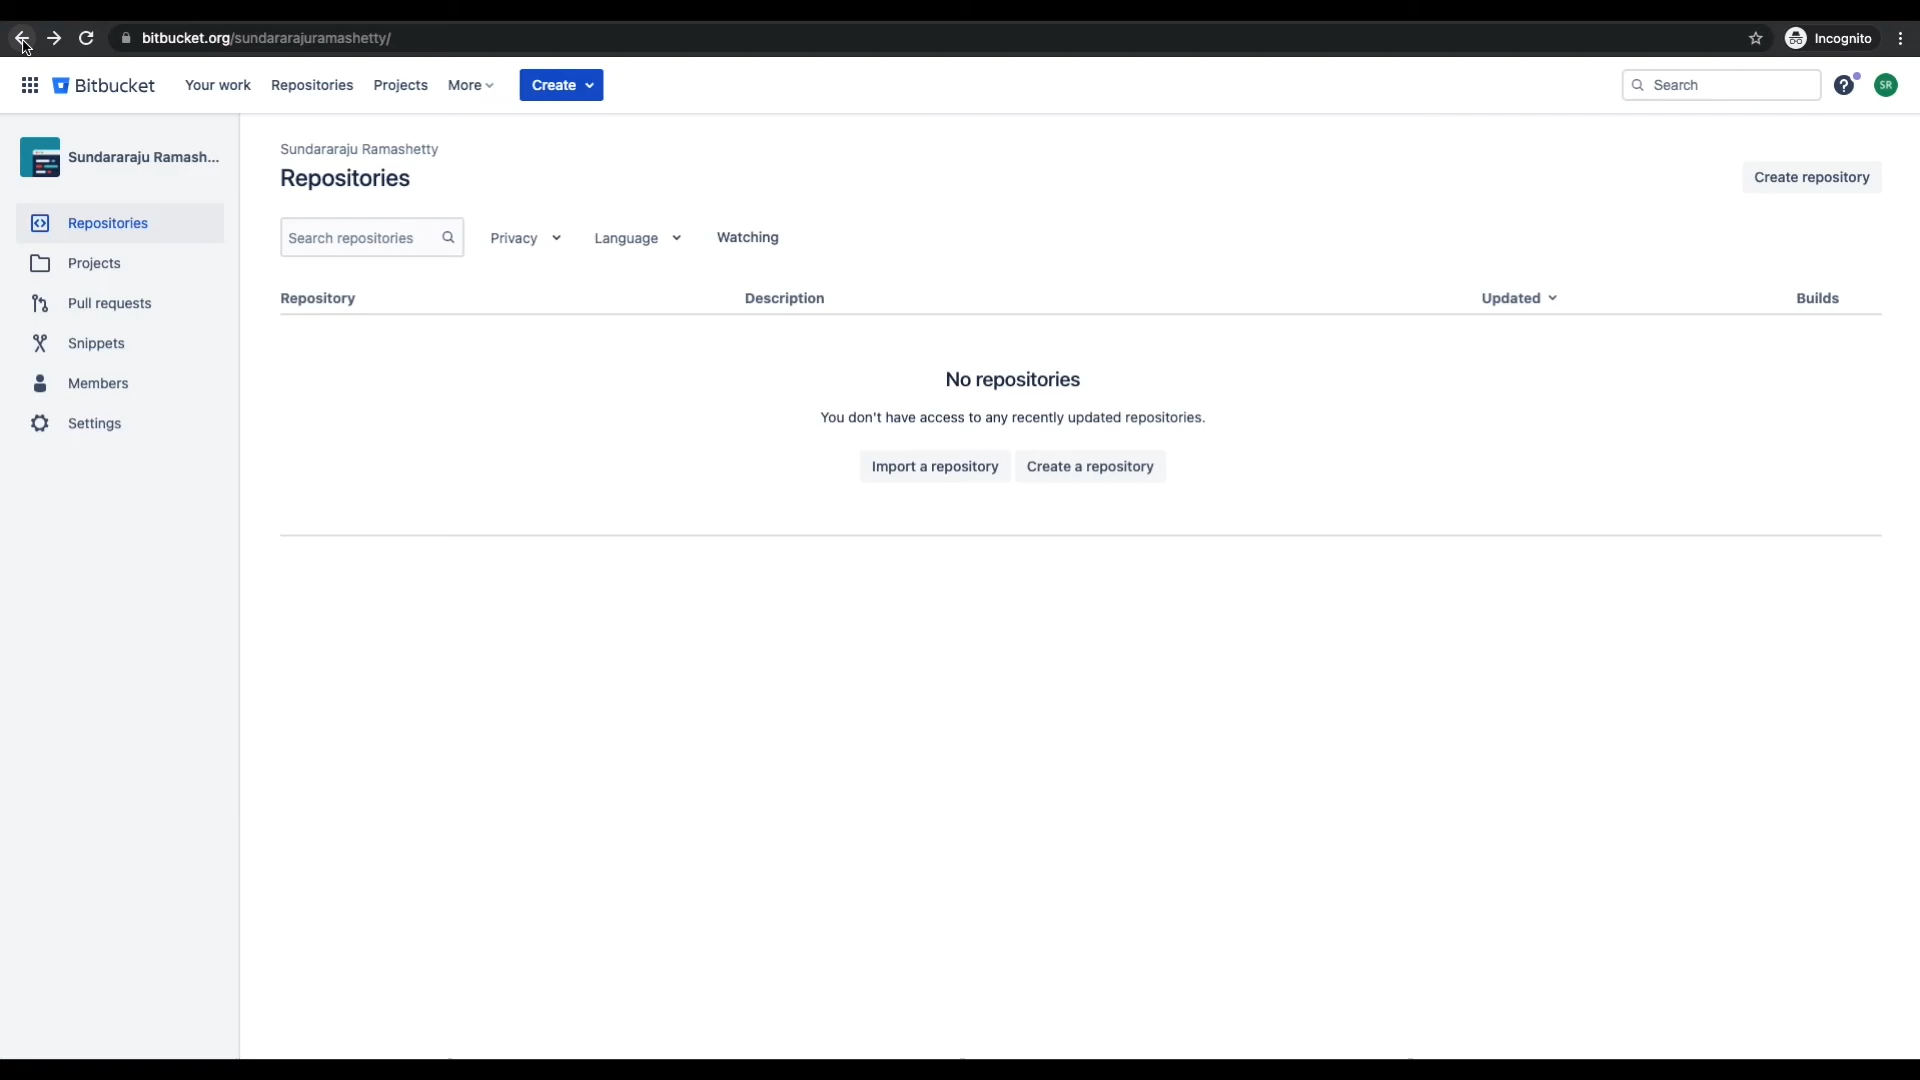 bitbucket.org/sundararajuramashetty/
Incognito
Bitbucket Your work Repositories Projects More Create Search ? SR
Sundararaju Ramash...
Repositories
Projects
Pull requests
Snippets
Members
Settings
Sundararaju Ramashetty
Repositories
Create repository
Search repositories Privacy Language Watching
Repository Description Updated Builds
No repositories
You don't have access to any recently updated repositories.
Import a repository Create a repository